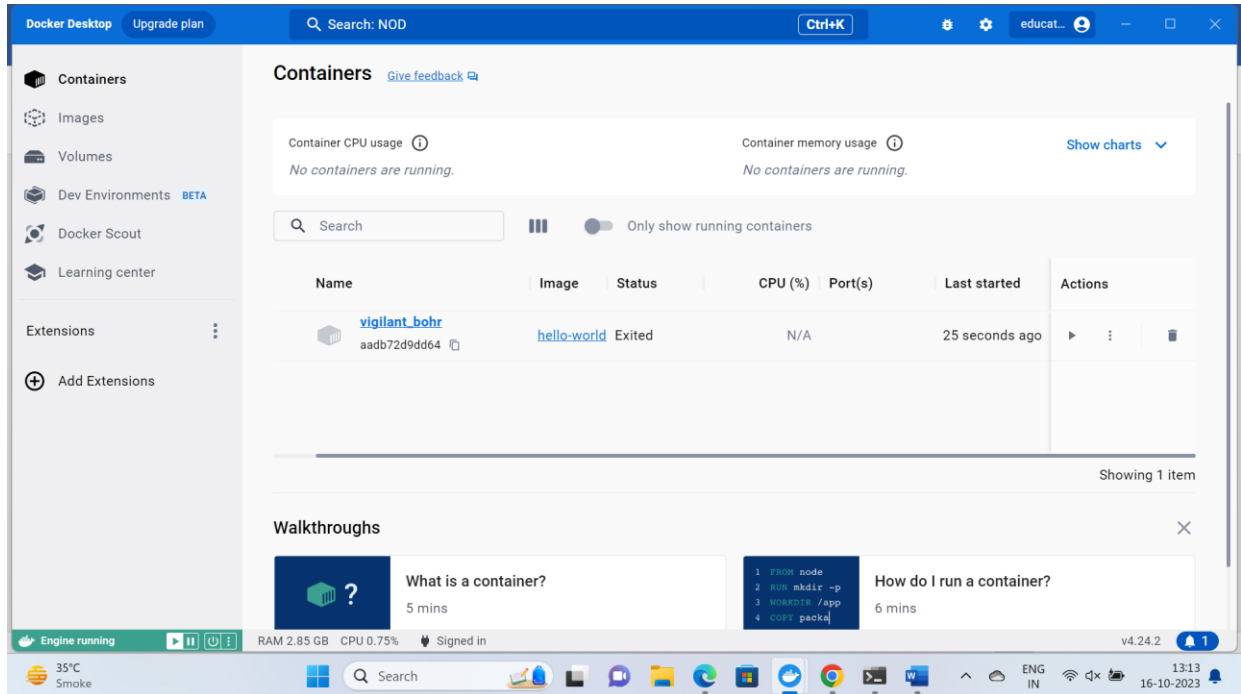 Docker Desktop Upgrade plan Search: NOD Ctrl+K educat...
Containers
Images
Volumes
Dev Environments BETA
Docker Scout
Learning center
Extensions
Add Extensions
Containers Give feedback
Container CPU usage
No containers are running.
Container memory usage
No containers are running.
Show charts
Search Only show running containers
Name Image Status CPU (%) Port(s) Last started Actions
vigilant_bohr
aadb72d9dd64
hello-world Exited N/A 25 seconds ago
Showing 1 item
Walkthroughs
?
What is a container?
5 mins
1 FROM node
2 RUN mkdir -p
3 WORKDIR /app
4 COPY packa
How do I run a container?
6 mins
Engine running RAM 2.85 GB CPU 0.75% Signed in v4.24.2 1
35°C
Smoke
Search
ENG
IN
13:13
16-10-2023